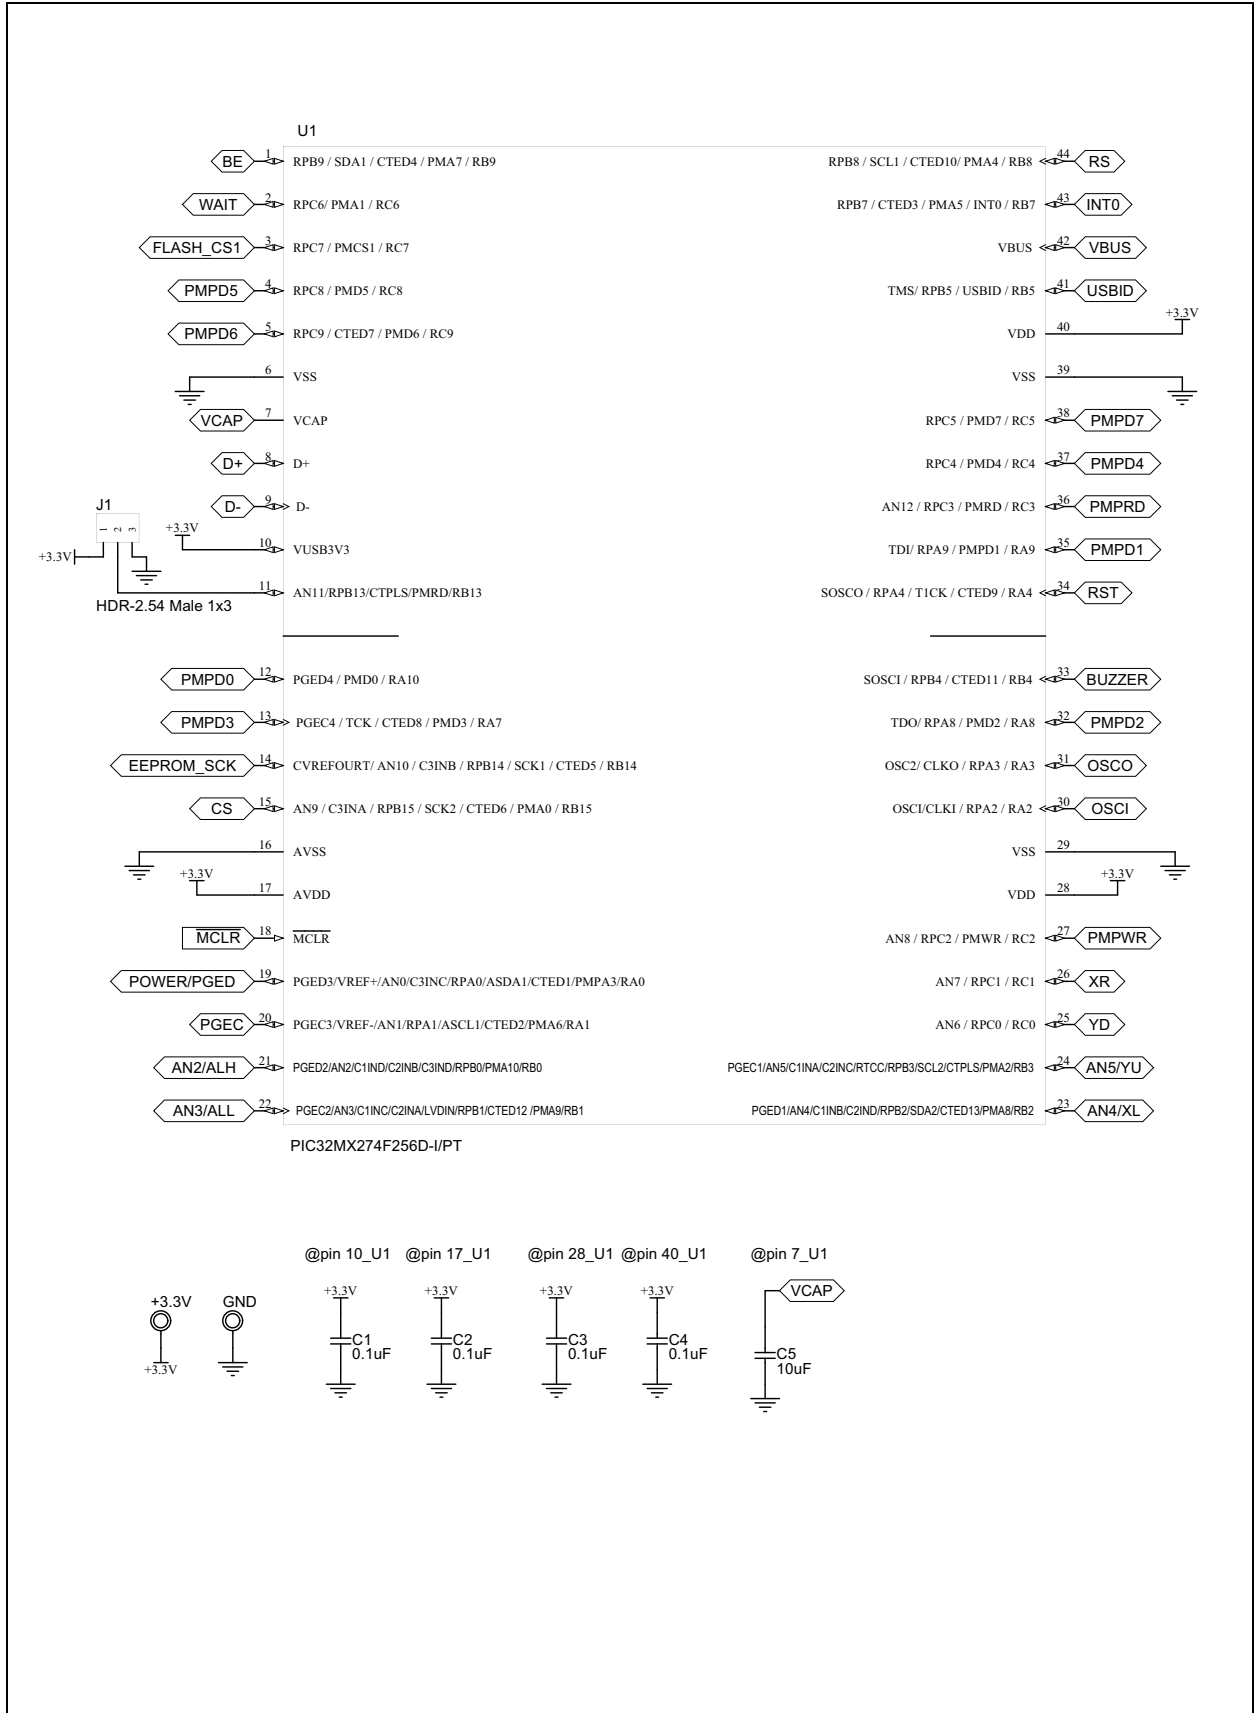 U1
BE 1 RPB9 / SDA1 / CTED4 / PMA7 / RB9
RPB8 / SCL1 / CTED10/ PMA4 / RB8 44 RS
WAIT 2 RPC6/ PMA1 / RC6
RPB7 / CTED3 / PMA5 / INT0 / RB7 43 INT0
FLASH_CS1 3 RPC7 / PMCS1 / RC7
VBUS 42 VBUS
PMPD5 4 RPC8 / PMD5 / RC8
TMS/ RPB5 / USBID / RB5 41 USBID
PMPD6 5 RPC9 / CTED7 / PMD6 / RC9
VDD 40 +3.3V
6 VSS
VSS 39
VCAP 7 VCAP
RPC5 / PMD7 / RC5 38 PMPD7
D+ 8 D+
RPC4 / PMD4 / RC4 37 PMPD4
D- 9 D-
AN12 / RPC3 / PMRD / RC3 36 PMPRD
J1
1 2 3
+3.3V
+3.3V 10 VUSB3V3
TDI/ RPA9 / PMPD1 / RA9 35 PMPD1
11 AN11/RPB13/CTPLS/PMRD/RB13
SOSCO / RPA4 / T1CK / CTED9 / RA4 34 RST
HDR-2.54 Male 1x3
PMPD0 12 PGED4 / PMD0 / RA10
SOSCI / RPB4 / CTED11 / RB4 33 BUZZER
PMPD3 13 PGEC4 / TCK / CTED8 / PMD3 / RA7
TDO/ RPA8 / PMD2 / RA8 32 PMPD2
EEPROM_SCK 14 CVREFOURT/ AN10 / C3INB / RPB14 / SCK1 / CTED5 / RB14
OSC2/ CLKO / RPA3 / RA3 31 OSCO
CS 15 AN9 / C3INA / RPB15 / SCK2 / CTED6 / PMA0 / RB15
OSCI/CLKI / RPA2 / RA2 30 OSCI
16 AVSS
VSS 29
+3.3V 17 AVDD
VDD 28 +3.3V
MCLR 18 MCLR
AN8 / RPC2 / PMWR / RC2 27 PMPWR
POWER/PGED 19 PGED3/VREF+/AN0/C3INC/RPA0/ASDA1/CTED1/PMPA3/RA0
AN7 / RPC1 / RC1 26 XR
PGEC 20 PGEC3/VREF-/AN1/RPA1/ASCL1/CTED2/PMA6/RA1
AN6 / RPC0 / RC0 25 YD
AN2/ALH 21 PGED2/AN2/C1IND/C2INB/C3IND/RPB0/PMA10/RB0
PGEC1/AN5/C1INA/C2INC/RTCC/RPB3/SCL2/CTPLS/PMA2/RB3 24 AN5/YU
AN3/ALL 22 PGEC2/AN3/C1INC/C2INA/LVDIN/RPB1/CTED12 /PMA9/RB1
PGED1/AN4/C1INB/C2IND/RPB2/SDA2/CTED13/PMA8/RB2 23 AN4/XL
PIC32MX274F256D-I/PT
@pin 10_U1 @pin 17_U1 @pin 28_U1 @pin 40_U1 @pin 7_U1
+3.3V GND +3.3V +3.3V +3.3V +3.3V VCAP
C1 C2 C3 C4 C5
0.1uF 0.1uF 0.1uF 0.1uF 10uF
+3.3V